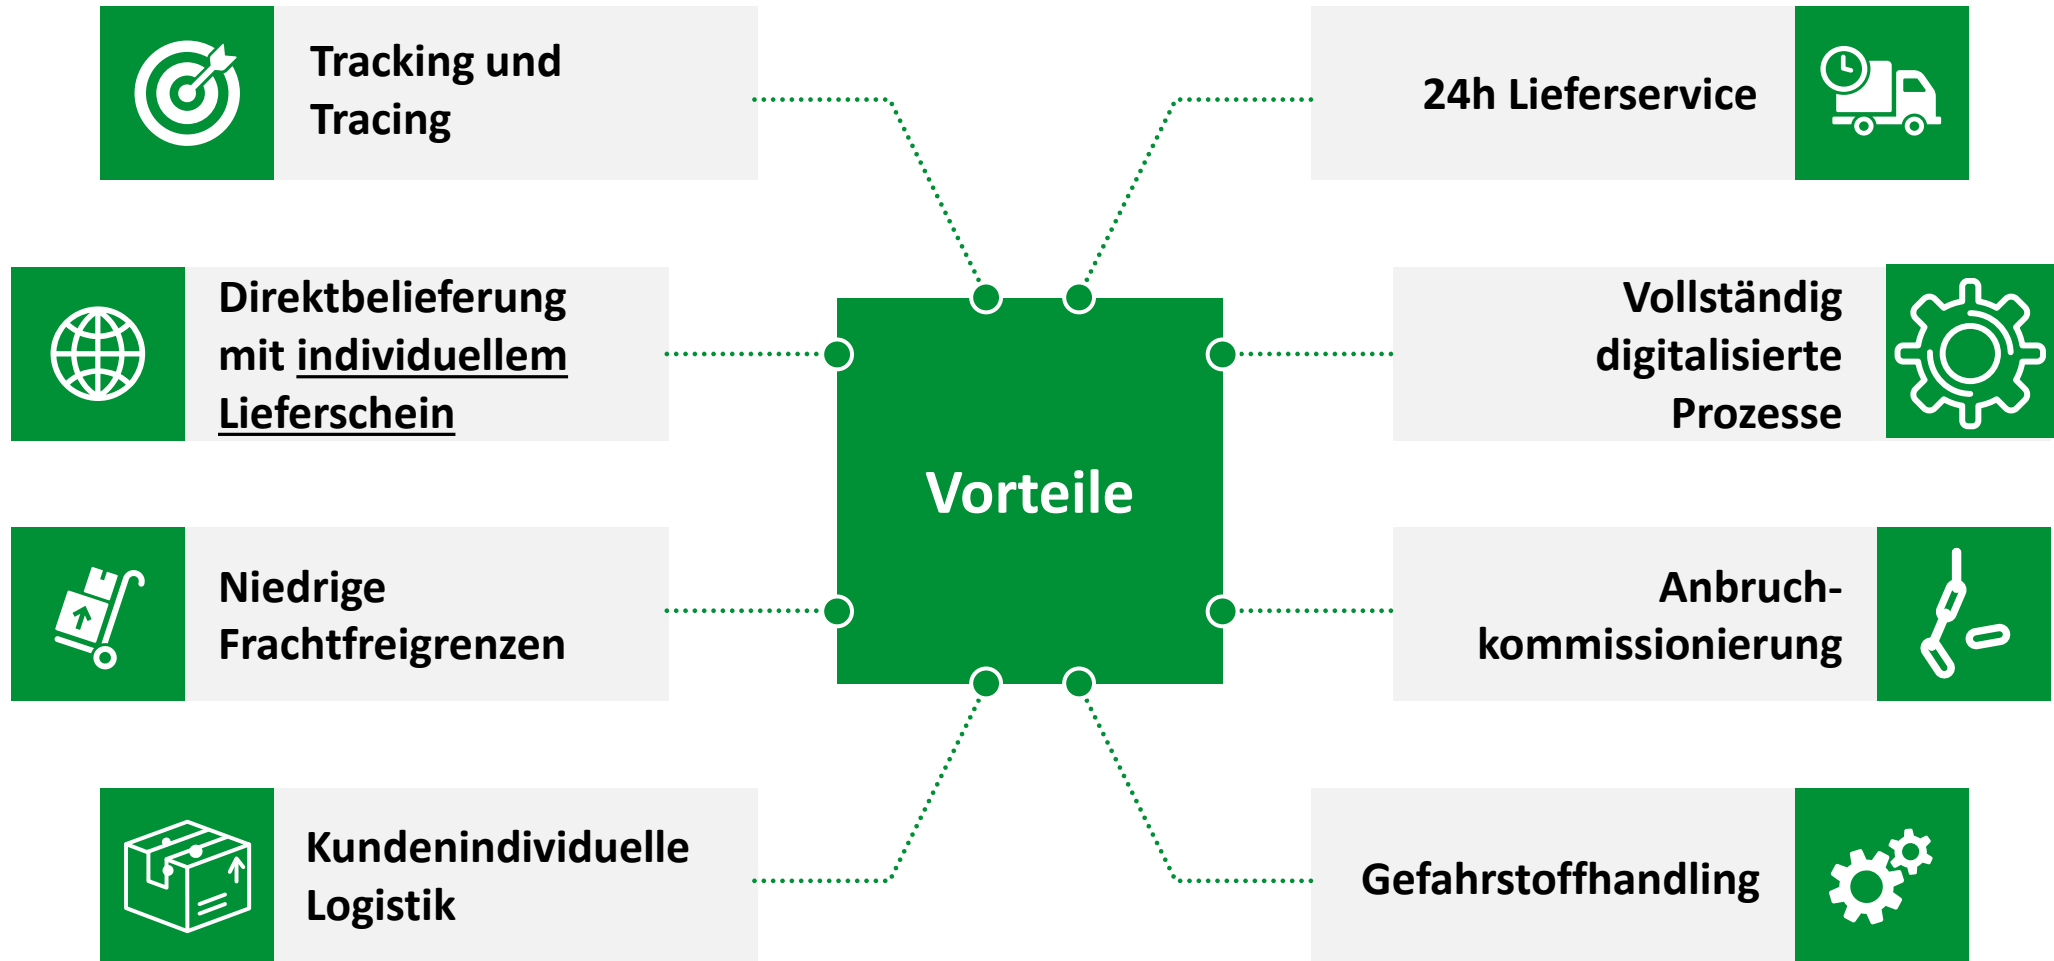 Tracking und
Tracing
Direktbelieferung
mit individuellem
Lieferschein
Niedrige
Frachtfreigrenzen
Kundenindividuelle
Logistik
Vorteile
24h Lieferservice
Vollständig
digitalisierte
Prozesse
Anbruch-
kommissionierung
Gefahrstoffhandling